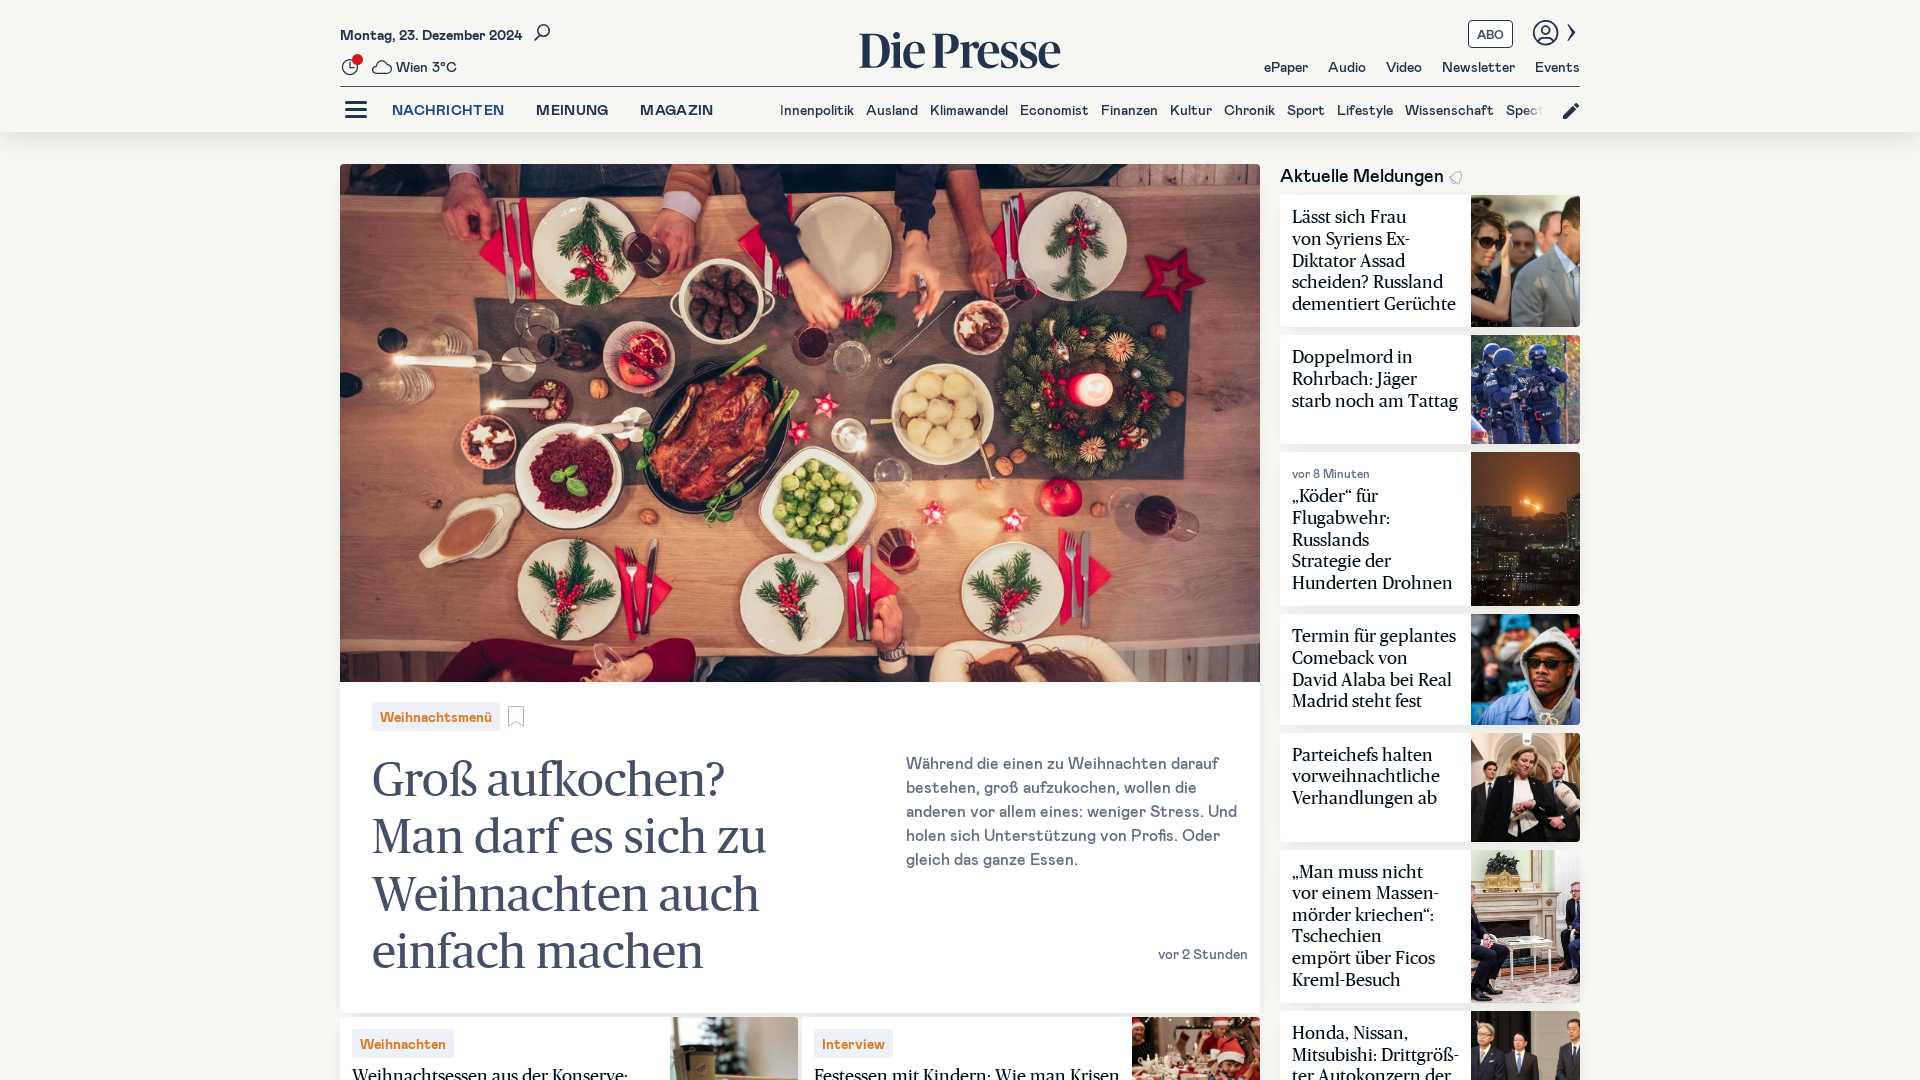 Montag, 23. Dezember 2024
Wien 3°C
Die Presse
ABO
ePaper Audio Video Newsletter Events
NACHRICHTEN MEINUNG MAGAZIN
Innenpolitik Ausland Klimawandel Economist Finanzen Kultur Chronik Sport Lifestyle Wissenschaft
Weihnachtsmenü
Groß aufkochen?
Man darf es sich zu
Weihnachten auch
einfach machen
Während die einen zu Weihnachten darauf
bestehen, groß aufzukochen, wollen die
anderen vor allem eines: weniger Stress. Und
holen sich Unterstützung von Profis. Oder
gleich das ganze Essen.
vor 2 Stunden
Weihnachten
Weihnachtsessen aus der Konserve:
Interview
Festessen mit Kindern: Wie man Krisen
Aktuelle Meldungen
Lässt sich Frau
von Syriens Ex-
Diktator Assad
scheiden? Russland
dementiert Gerüchte
Doppelmord in
Rohrbach: Jäger
starb noch am Tattag
vor 8 Minuten
„Köder“ für
Flugabwehr:
Russlands
Strategie der
Hunderten Drohnen
Termin für geplantes
Comeback von
David Alaba bei Real
Madrid steht fest
Parteichefs halten
vorweihnachtliche
Verhandlungen ab
„Man muss nicht
vor einem Massen-
mörder kriechen“:
Tschechien
empört über Ficos
Kreml-Besuch
Honda, Nissan,
Mitsubishi: Drittgröß-
ter Autokonzern der